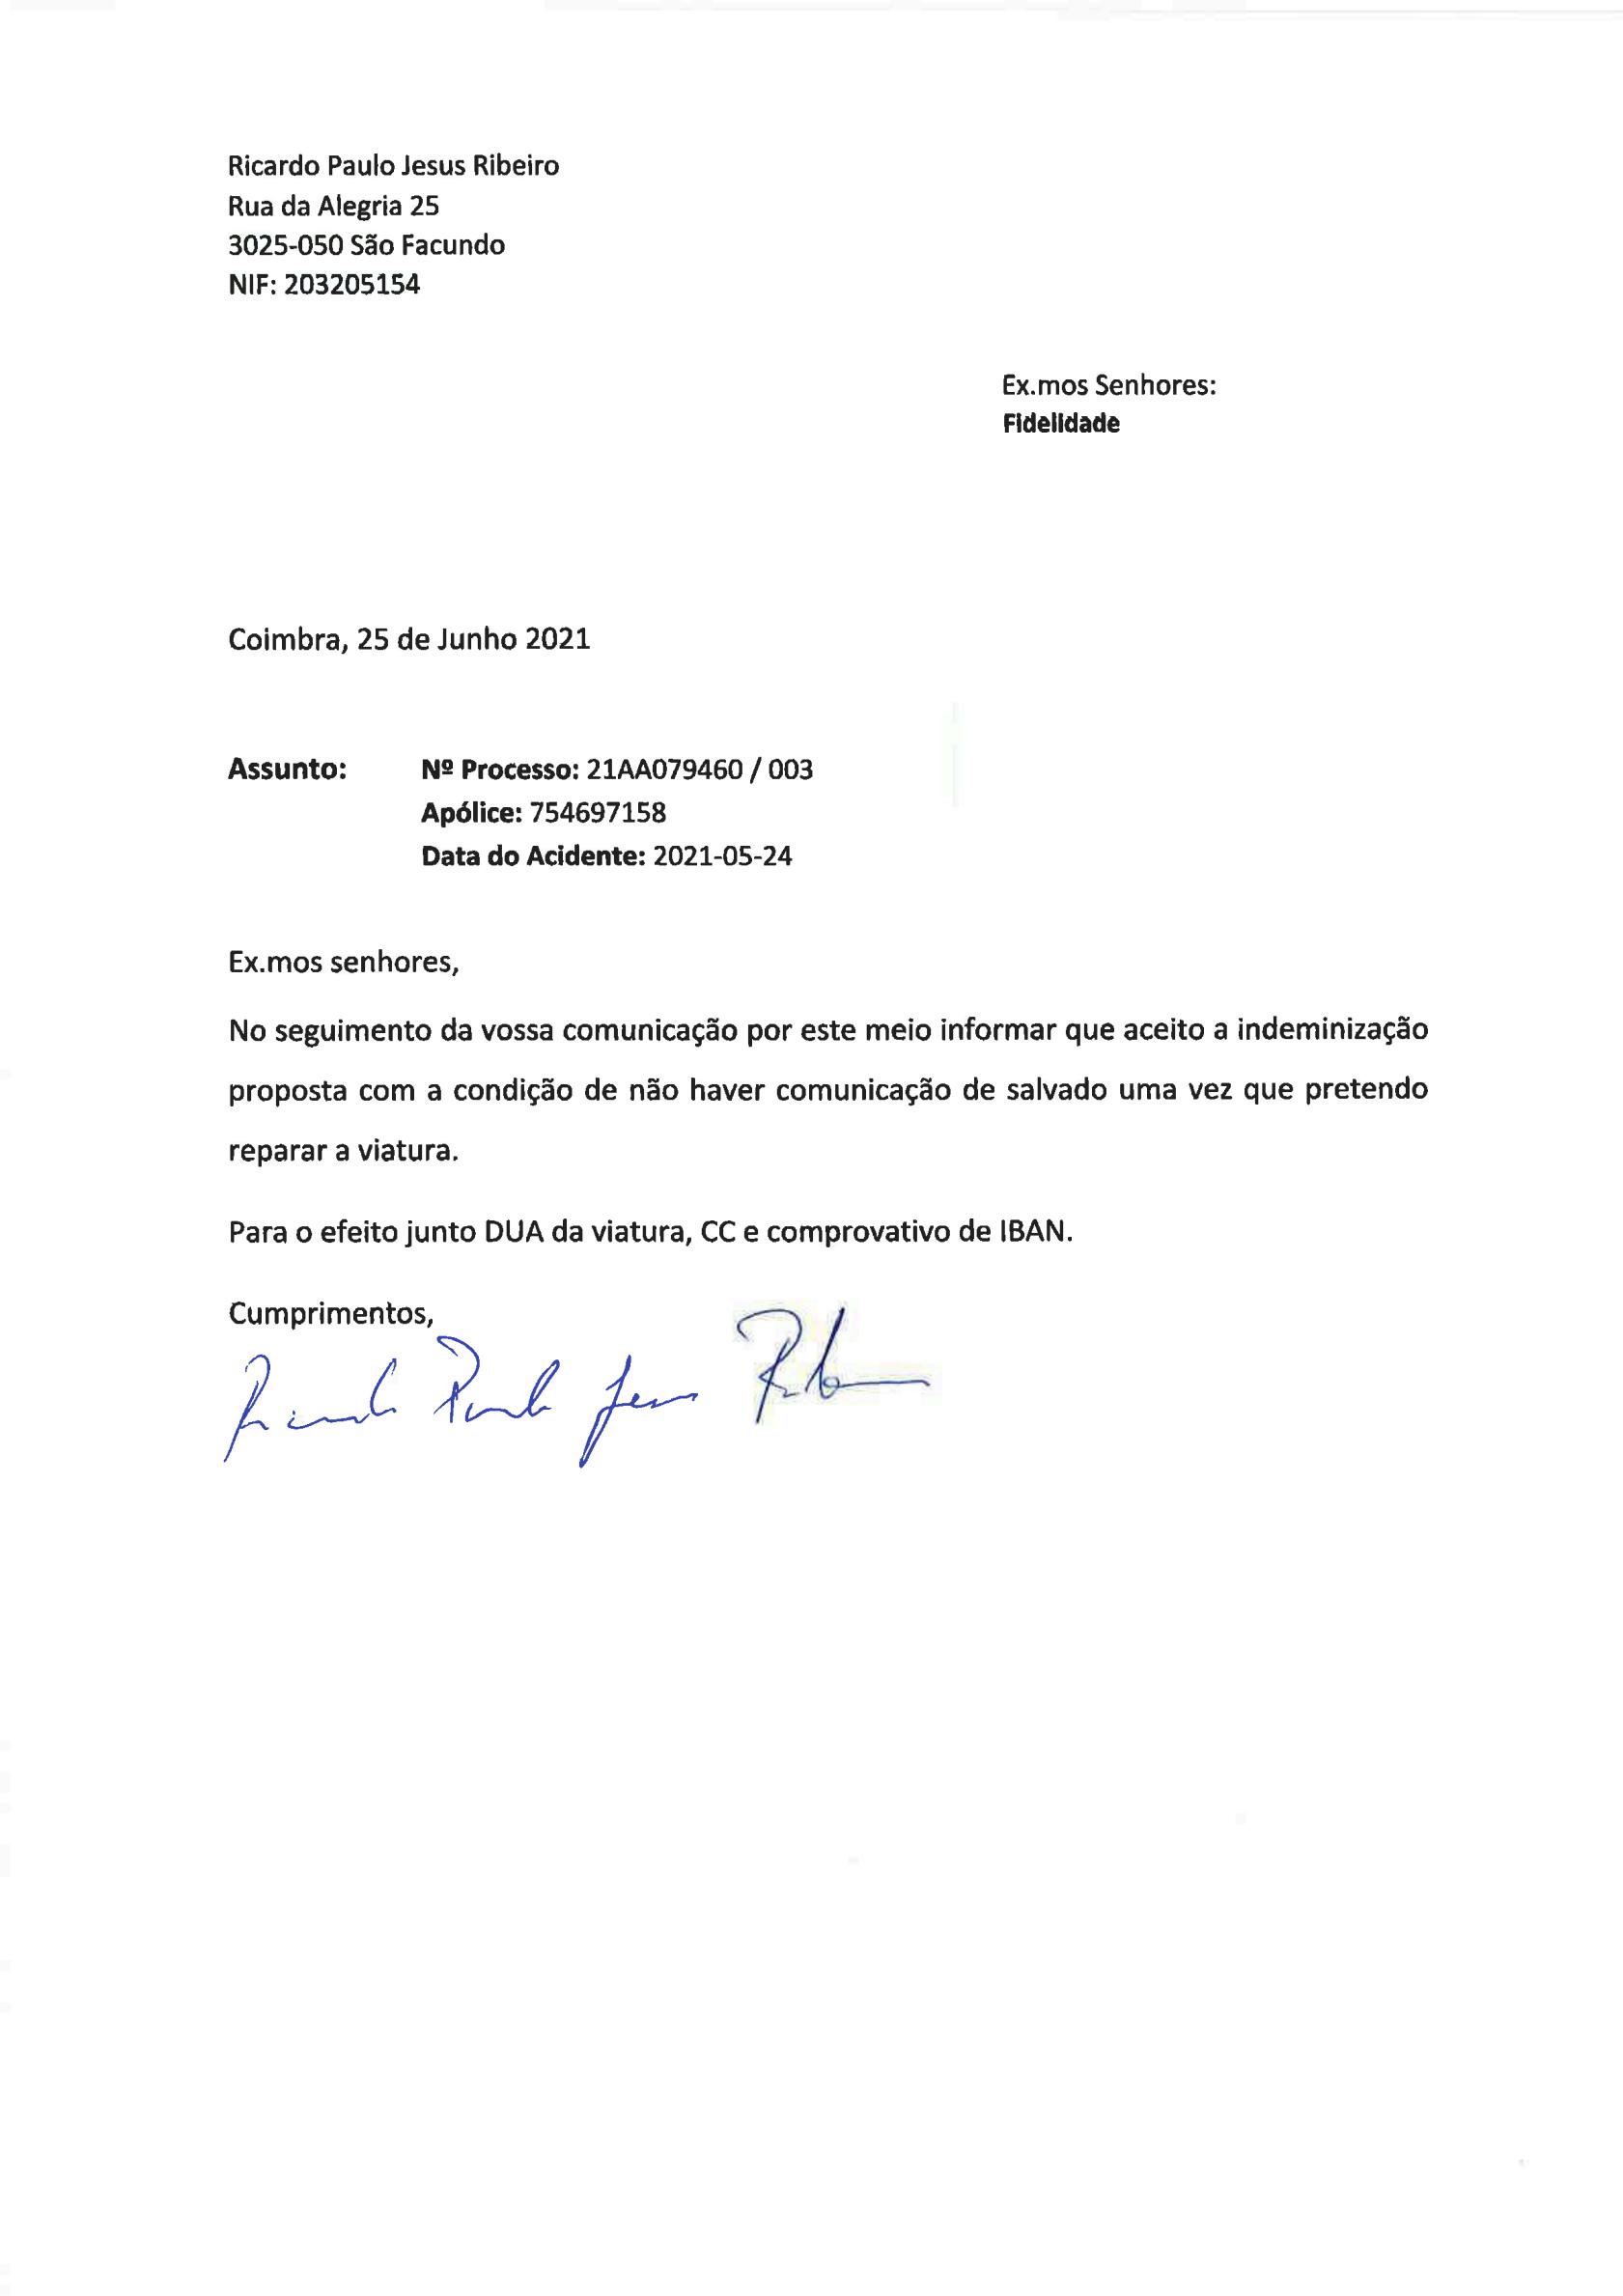 Ricardo Paulo Jesus Ribeiro
Rua da Alegria 25
3025-050 São Facundo
NIF: 203205154
Ex.mos Senhores:
Fidelidade
Coimbra, 25 de Junho 2021
Assunto: Nº Processo: 21AA079460 / 003
Apólice: 754697158
Data do Acidente: 2021-05-24
Ex.mos senhores,
No seguimento da vossa comunicação por este meio informar que aceito a indeminização
proposta com a condição de não haver comunicação de salvado uma vez que pretendo
reparar a viatura.
Para o efeito junto DUA da viatura, CC e comprovativo de IBAN.
Cumprimentos,
Ricardo Paulo Jesus Ribeiro